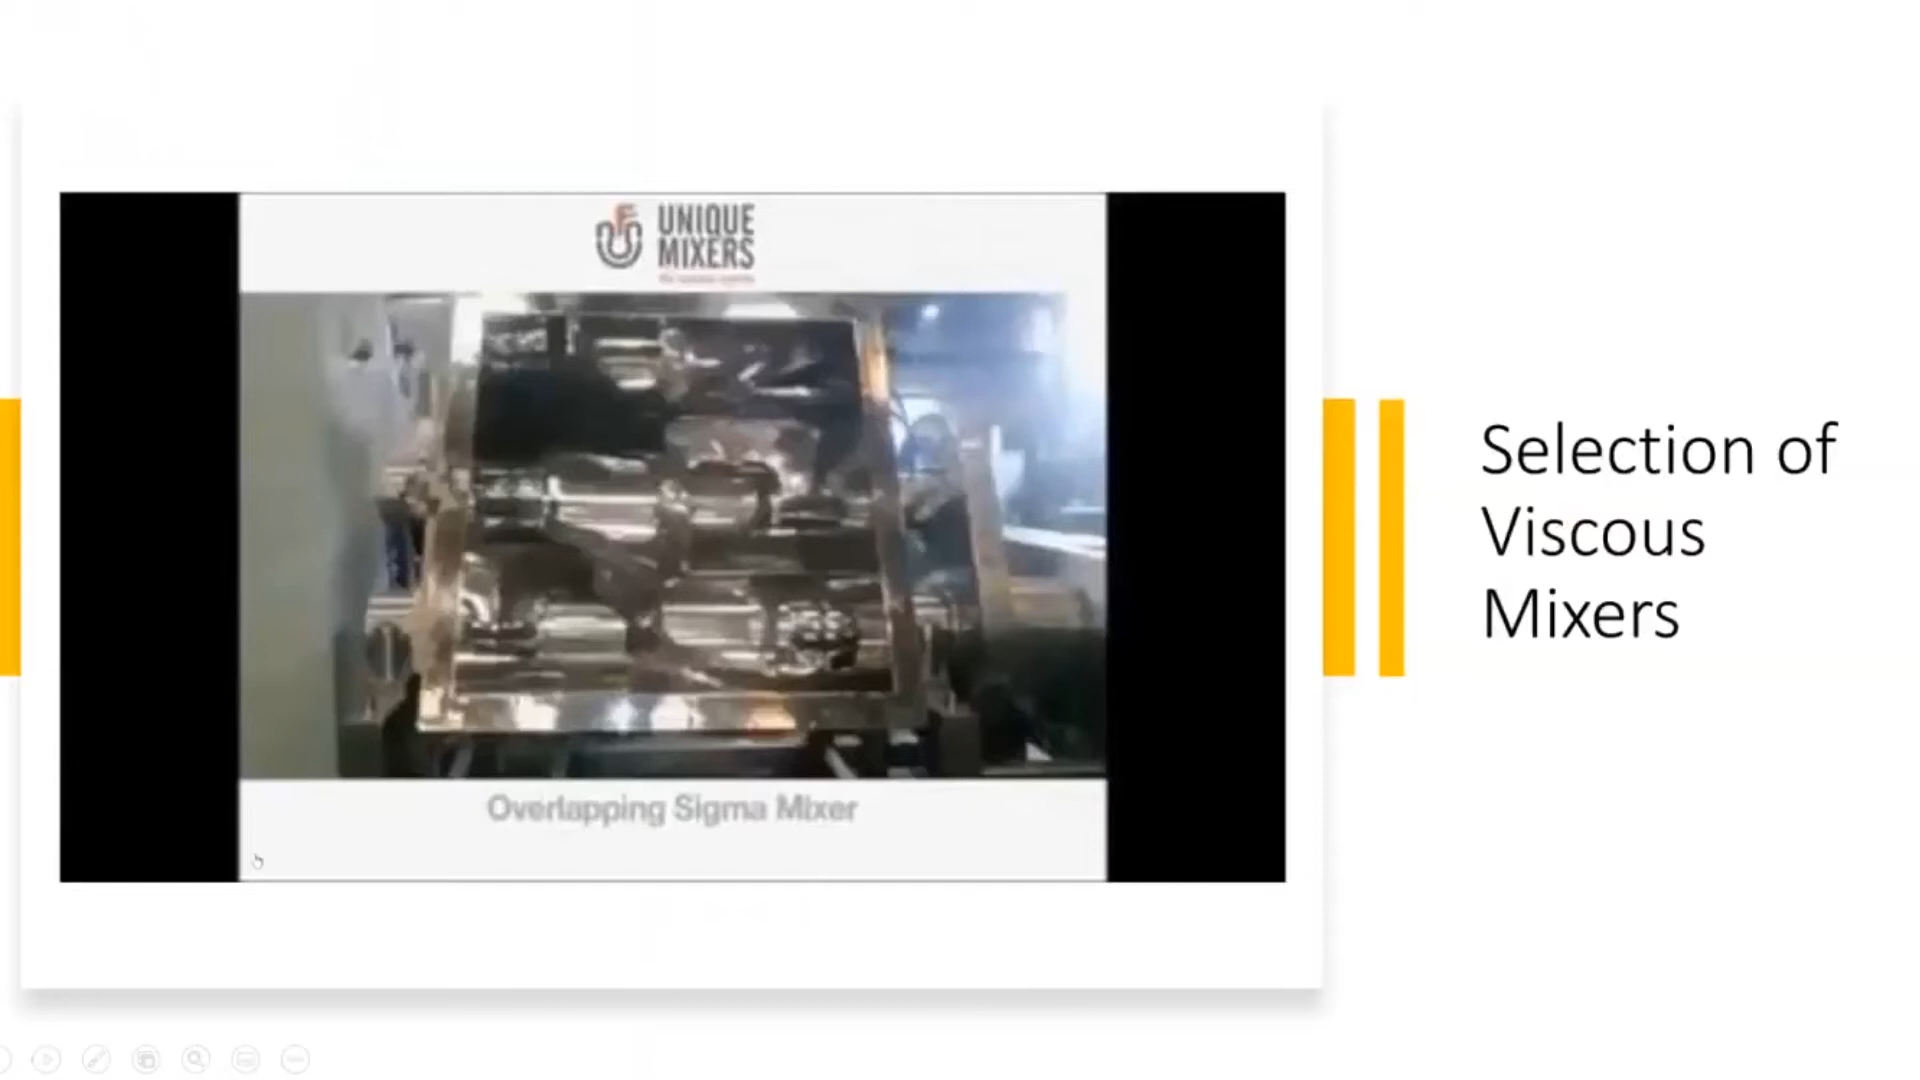 UNIQUE
MIXERS
Overlapping Sigma Mixer
Selection of
Viscous
Mixers